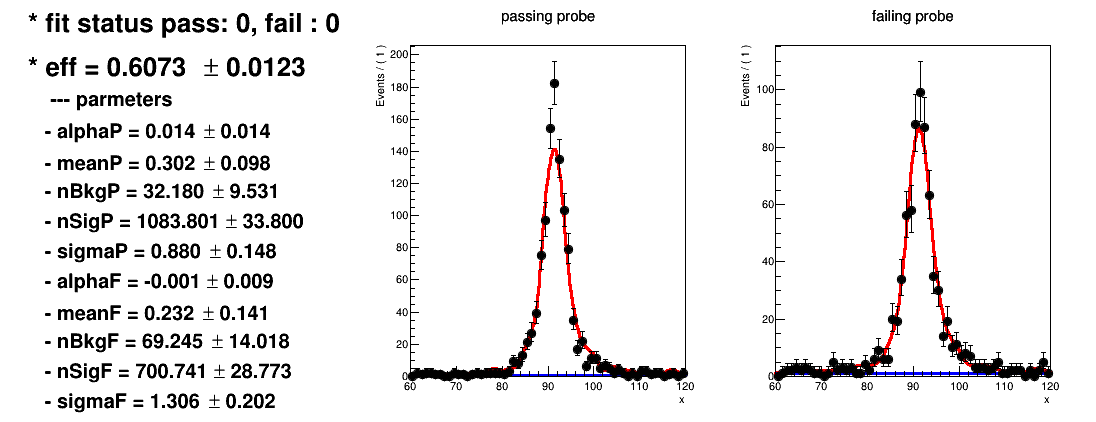 * fit status pass: 0, fail : 0
* eff = 0.6073 ± 0.0123
--- parmeters
- alphaP = 0.014 ± 0.014
- meanP = 0.302 ± 0.098
- nBkgP = 32.180 ± 9.531
- nSigP = 1083.801 ± 33.800
- sigmaP = 0.880 ± 0.148
- alphaF = -0.001 ± 0.009
- meanF = 0.232 ± 0.141
- nBkgF = 69.245 ± 14.018
- nSigF = 700.741 ± 28.773
- sigmaF = 1.306 ± 0.202
passing probe
Events / ( 1 )
200
180
160
140
120
100
80
60
40
20
0
60 70 80 90 100 110 120
x
failing probe
Events / ( 1 )
100
80
60
40
20
0
60 70 80 90 100 110 120
x